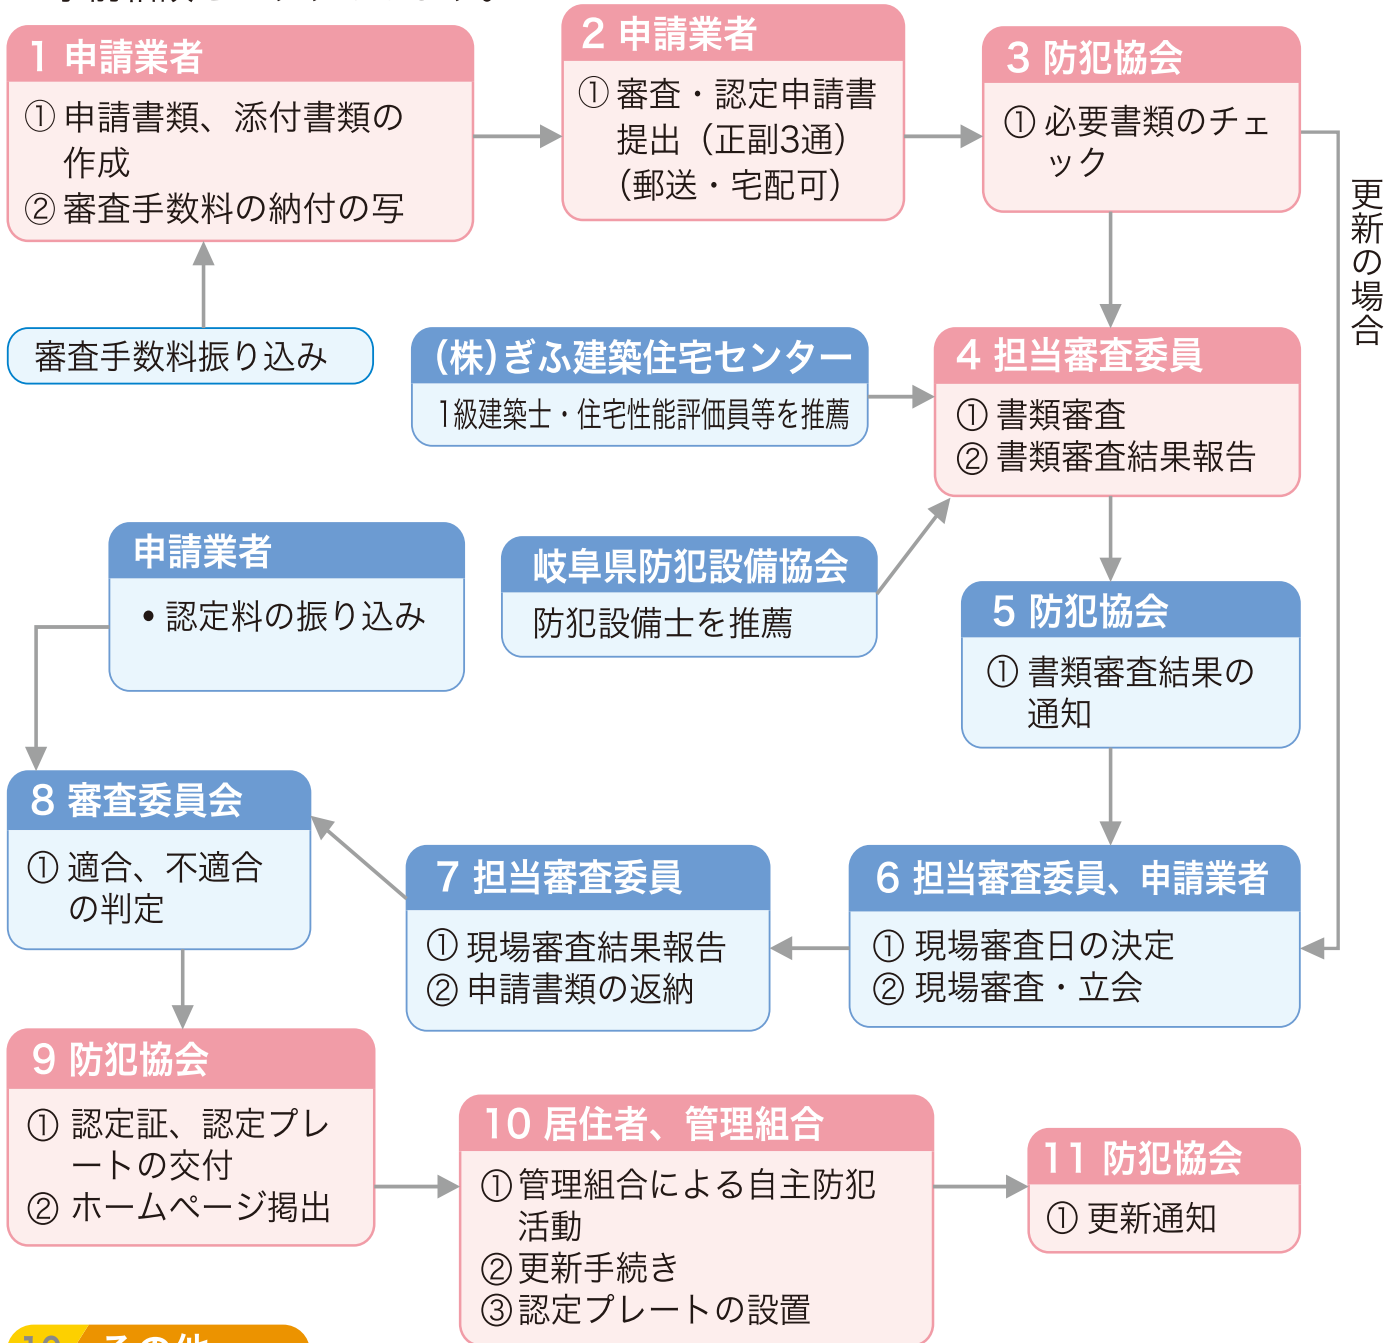 1 申請業者
① 申請書類、添付書類の
作成
② 審査手数料の納付の写
審査手数料振り込み
2 申請業者
① 審査・認定申請書
提出（正副3通）
（郵送・宅配可）
3 防犯協会
① 必要書類のチェ
ック
更新の場合
(株)ぎふ建築住宅センター
1級建築士・住宅性能評価員等を推薦
4 担当審査委員
① 書類審査
② 書類審査結果報告
岐阜県防犯設備協会
防犯設備士を推薦
5 防犯協会
① 書類審査結果の
通知
6 担当審査委員、申請業者
① 現場審査日の決定
② 現場審査・立会
7 担当審査委員
① 現場審査結果報告
② 申請書類の返納
申請業者
・認定料の振り込み
8 審査委員会
① 適合、不適合
の判定
9 防犯協会
① 認定証、認定プレ
ートの交付
② ホームページ掲出
10 居住者、管理組合
① 管理組合による自主防犯
活動
② 更新手続き
③ 認定プレートの設置
11 防犯協会
① 更新通知
その他